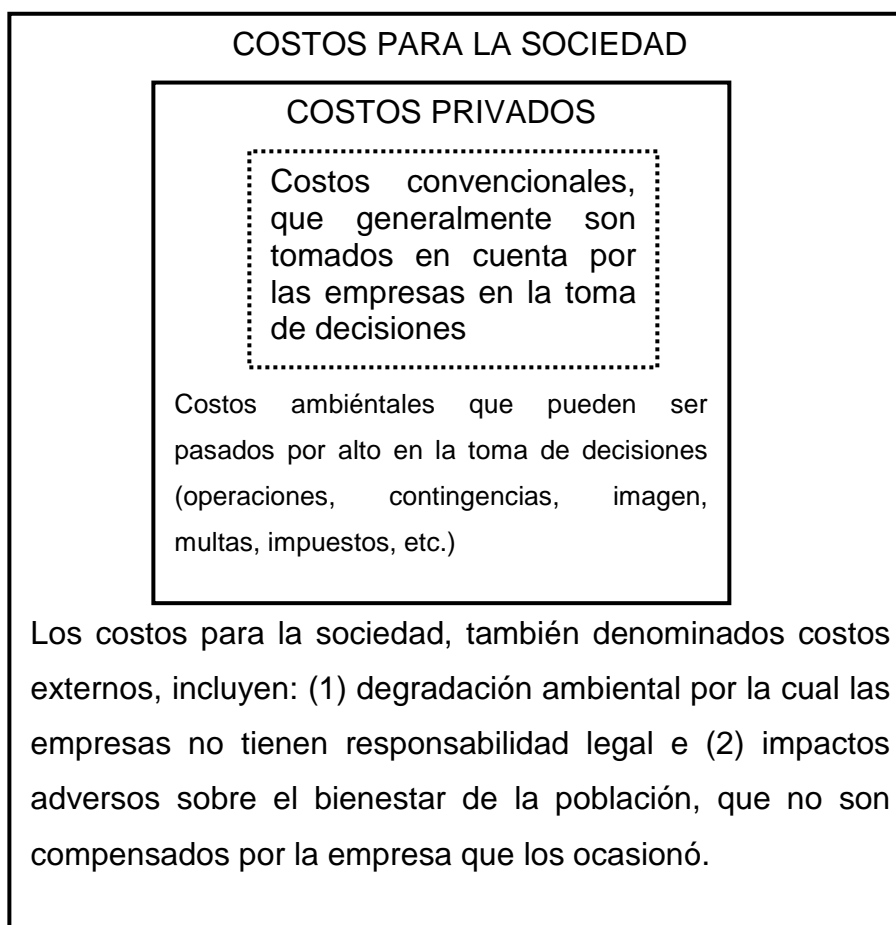 COSTOS PARA LA SOCIEDAD
COSTOS PRIVADOS
Costos convencionales,
que generalmente son
tomados en cuenta por
las empresas en la toma
de decisiones
Costos ambiéntales que pueden ser
pasados por alto en la toma de decisiones
(operaciones, contingencias, imagen,
multas, impuestos, etc.)
Los costos para la sociedad, también denominados costos
externos, incluyen: (1) degradación ambiental por la cual las
empresas no tienen responsabilidad legal e (2) impactos
adversos sobre el bienestar de la población, que no son
compensados por la empresa que los ocasionó.